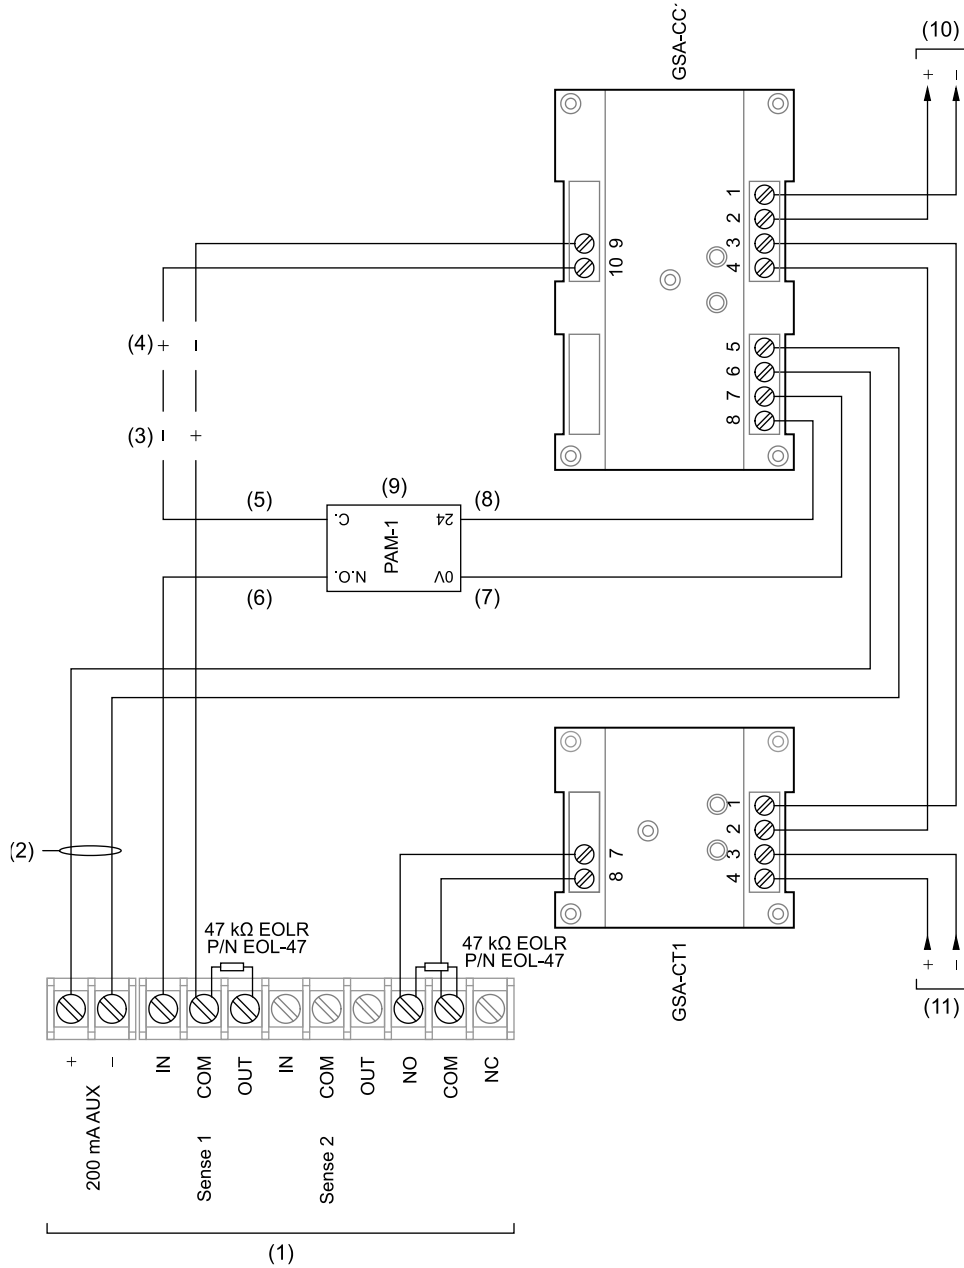 GSA-CC
(10)
+ –
1
2
3
4
9
10
5
6
7
8
(4) + –
(3) – +
(5)
(9)
(8)
C.
24
PAM-1
N.O.
0V
(6)
(7)
(2)
1
2
3
4
7
8
47 kΩ EOLR
P/N EOL-47
47 kΩ EOLR
P/N EOL-47
GSA-CT1
+ –
(11)
+ – IN COM OUT IN COM OUT NO COM NC
200 mA AUX
Sense 1
Sense 2
(1)